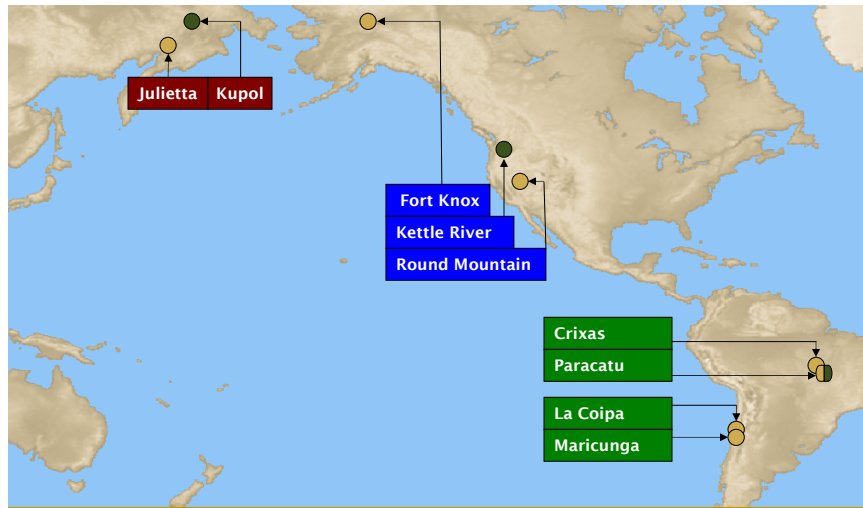 Julietta
Kupol
Fort Knox
Kettle River
Round Mountain
Crixas
Paracatu
La Coipa
Maricunga